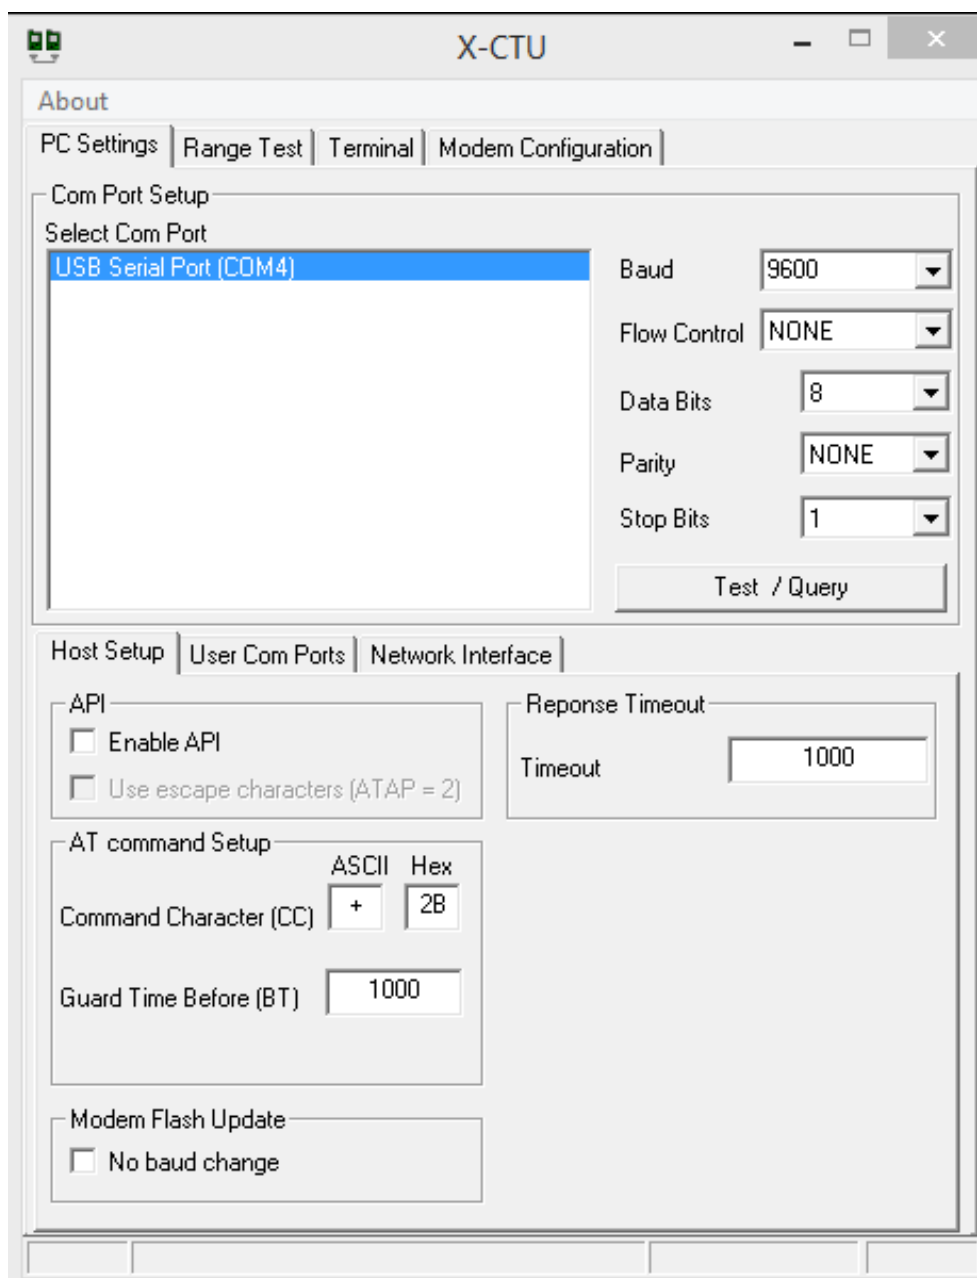 X-CTU
About
PC Settings Range Test Terminal Modem Configuration
Com Port Setup
Select Com Port
USB Serial Port (COM4)
Baud 9600
Flow Control NONE
Data Bits 8
Parity NONE
Stop Bits 1
Test / Query
Host Setup User Com Ports Network Interface
API
Enable API
Use escape characters (ATAP = 2)
Reponse Timeout
Timeout 1000
AT command Setup
ASCII Hex
Command Character (CC) + 2B
Guard Time Before (BT) 1000
Modem Flash Update
No baud change